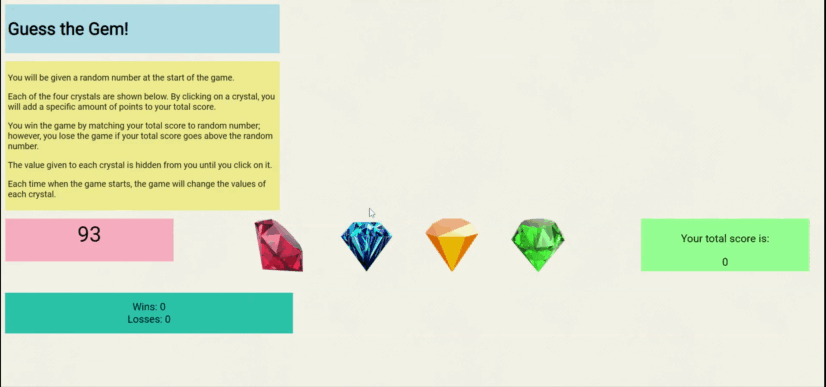 Guess the Gem!
You will be given a random number at the start of the game.
Each of the four crystals are shown below. By clicking on a crystal, you
will add a specific amount of points to your total score.
You win the game by matching your total score to random number;
however, you lose the game if your total score goes above the random
number.
The value given to each crystal is hidden from you until you click on it.
Each time when the game starts, the game will change the values of
each crystal.
93
Your total score is:
0
Wins: 0
Losses: 0